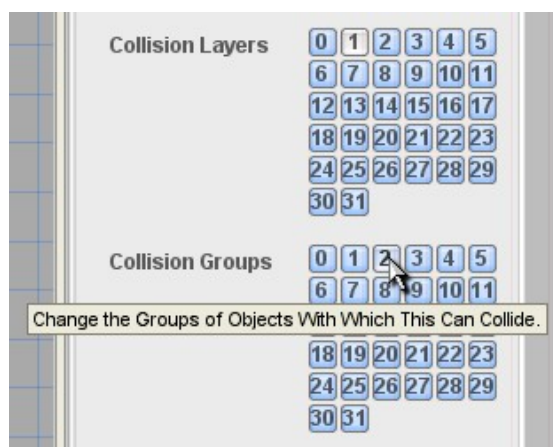 Collision Layers 0 1 2 3 4 5
6 7 8 9 10 11
12 13 14 15 16 17
18 19 20 21 22 23
24 25 26 27 28 29
30 31
Collision Groups 0 1 2 3 4 5
6 7 8 9 10 11
Change the Groups of Objects With Which This Can Collide.
18 19 20 21 22 23
24 25 26 27 28 29
30 31